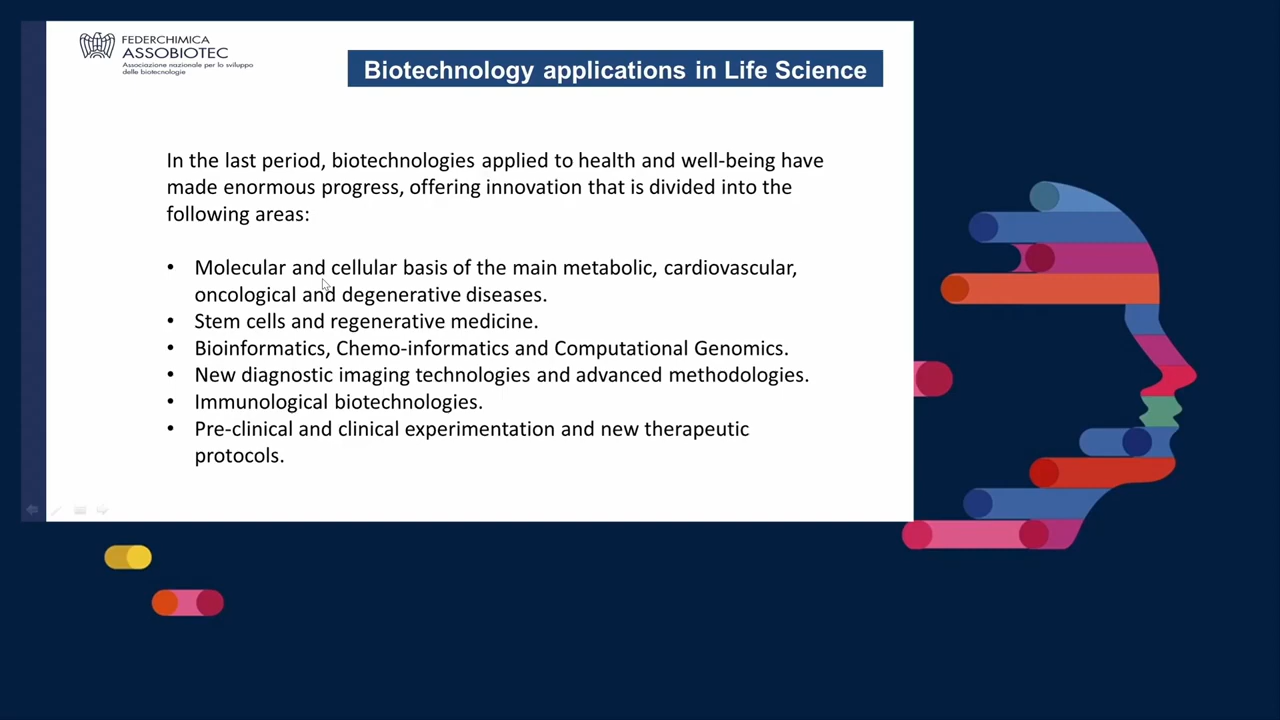 FEDERCHIMICA
ASSOBIOTEC
Associazione nazionale per lo sviluppo
delle biotecnologie
Biotechnology applications in Life Science
In the last period, biotechnologies applied to health and well-being have
made enormous progress, offering innovation that is divided into the
following areas:
• Molecular and cellular basis of the main metabolic, cardiovascular,
oncological and degenerative diseases.
• Stem cells and regenerative medicine.
• Bioinformatics, Chemo-informatics and Computational Genomics.
• New diagnostic imaging technologies and advanced methodologies.
• Immunological biotechnologies.
• Pre-clinical and clinical experimentation and new therapeutic
protocols.